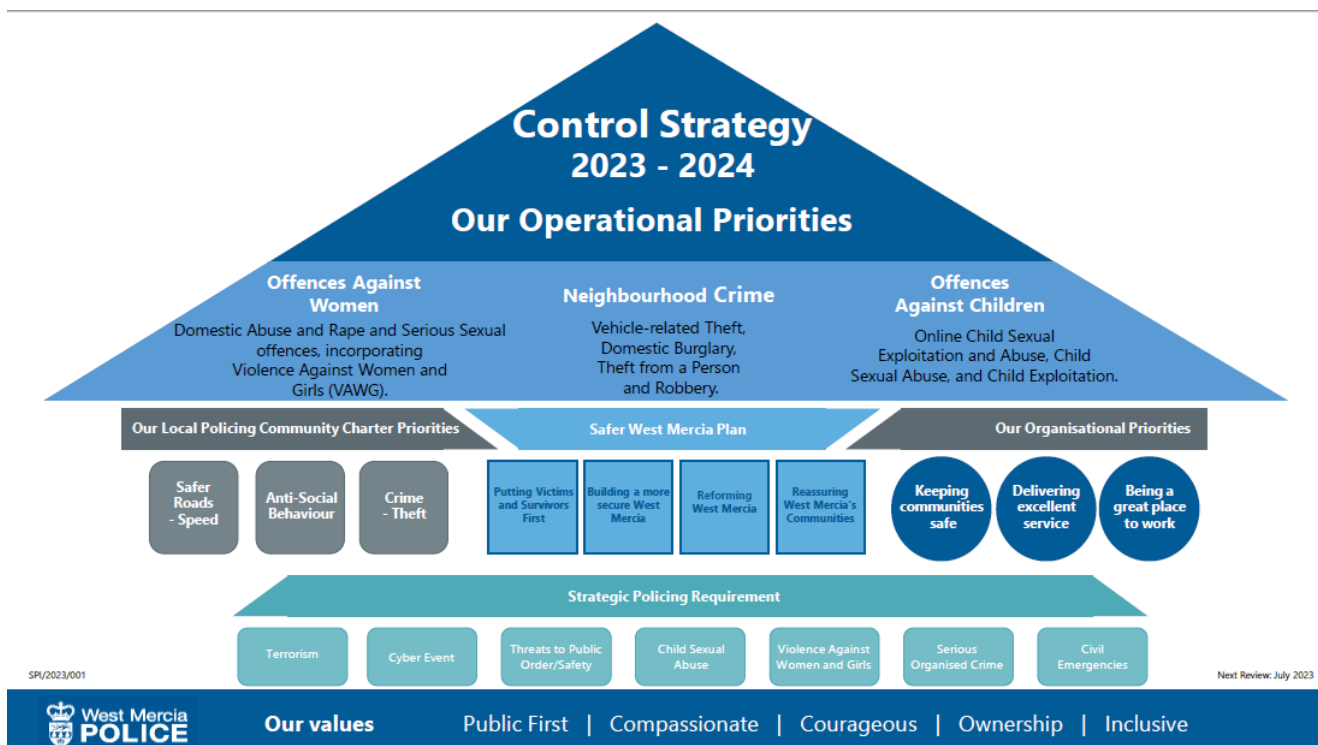 Control Strategy
2023 - 2024
Our Operational Priorities
Offences Against
Women
Domestic Abuse and Rape and Serious Sexual
offences, incorporating
Violence Against Women and
Girls (VAWG).
Neighbourhood Crime
Vehicle-related Theft,
Domestic Burglary,
Theft from a Person
and Robbery.
Offences
Against Children
Online Child Sexual
Exploitation and Abuse, Child
Sexual Abuse, and Child Exploitation.
Our Local Policing Community Charter Priorities
Safer
Roads
- Speed
Anti-Social
Behaviour
Crime
- Theft
Safer West Mercia Plan
Putting Victims
and Survivors
First
Building a more
secure West
Mercia
Reforming
West Mercia
Reassuring
West Mercia's
Communities
Our Organisational Priorities
Keeping
communities
safe
Delivering
excellent
service
Being a
great place
to work
Strategic Policing Requirement
Terrorism
Cyber Event
Threats to Public
Order/Safety
Child Sexual
Abuse
Violence Against
Women and Girls
Serious
Organised Crime
Civil
Emergencies
SPI/2023/001
Next Review: July 2023
West Mercia
POLICE
Our values
Public First | Compassionate | Courageous | Ownership | Inclusive